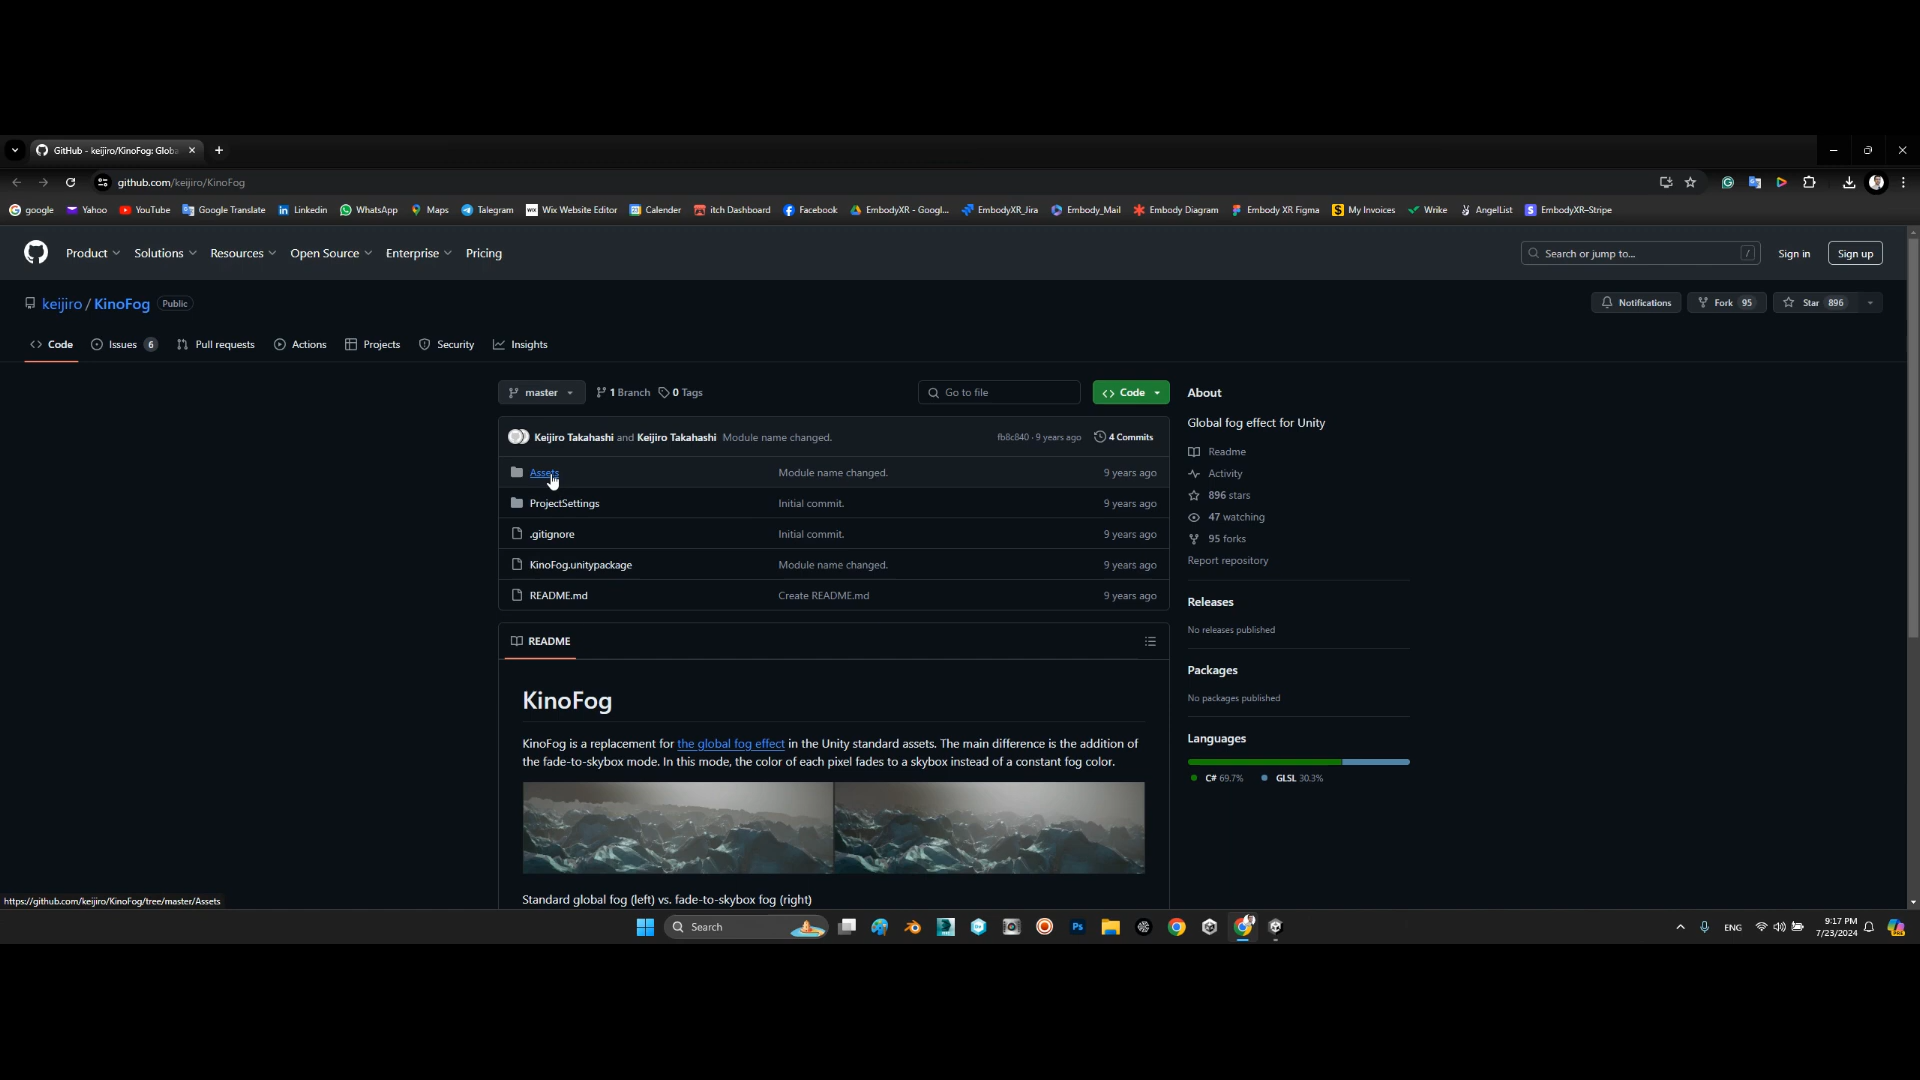 GitHub - keijiro/KinoFog: Globa
github.com/keijiro/KinoFog
google Yahoo YouTube Google Translate Linkedin WhatsApp Maps Telegram Wix Website Editor Calender itch Dashboard Facebook EmbodyXR - Googl... EmbodyXR_Jira Embody_Mail Embody Diagram Embody XR Figma My Invoices Wrike AngelList EmbodyXR–Stripe
Product Solutions Resources Open Source Enterprise Pricing Search or jump to... / Sign in Sign up
keijiro / KinoFog Public Notifications Fork 95 Star 896
Code Issues 6 Pull requests Actions Projects Security Insights
master 1 Branch 0 Tags Go to file Code
Keijiro Takahashi and Keijiro Takahashi Module name changed. fb8c840 · 9 years ago 4 Commits
Assets Module name changed. 9 years ago
ProjectSettings Initial commit. 9 years ago
.gitignore Initial commit. 9 years ago
KinoFog.unitypackage Module name changed. 9 years ago
README.md Create README.md 9 years ago
README
KinoFog
KinoFog is a replacement for the global fog effect in the Unity standard assets. The main difference is the addition of
the fade-to-skybox mode. In this mode, the color of each pixel fades to a skybox instead of a constant fog color.
Standard global fog (left) vs. fade-to-skybox fog (right)
About
Global fog effect for Unity
Readme
Activity
896 stars
47 watching
95 forks
Report repository
Releases
No releases published
Packages
No packages published
Languages
C# 69.7% GLSL 30.3%
https://github.com/keijiro/KinoFog/tree/master/Assets
Search
Ps
ENG
9:17 PM
7/23/2024